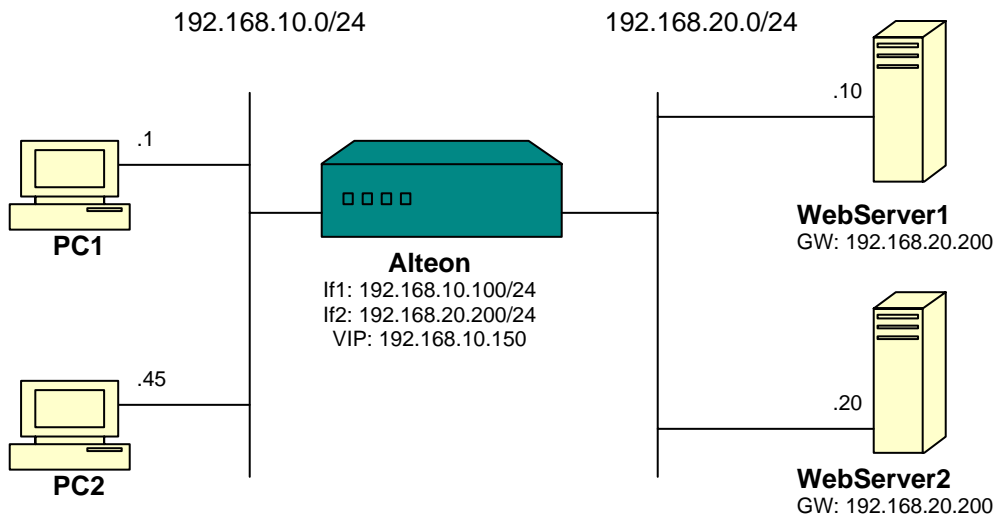 192.168.10.0/24
192.168.20.0/24
.10
.1
WebServer1
GW: 192.168.20.200
PC1
Alteon
If1: 192.168.10.100/24
If2: 192.168.20.200/24
VIP: 192.168.10.150
.45
.20
PC2
WebServer2
GW: 192.168.20.200